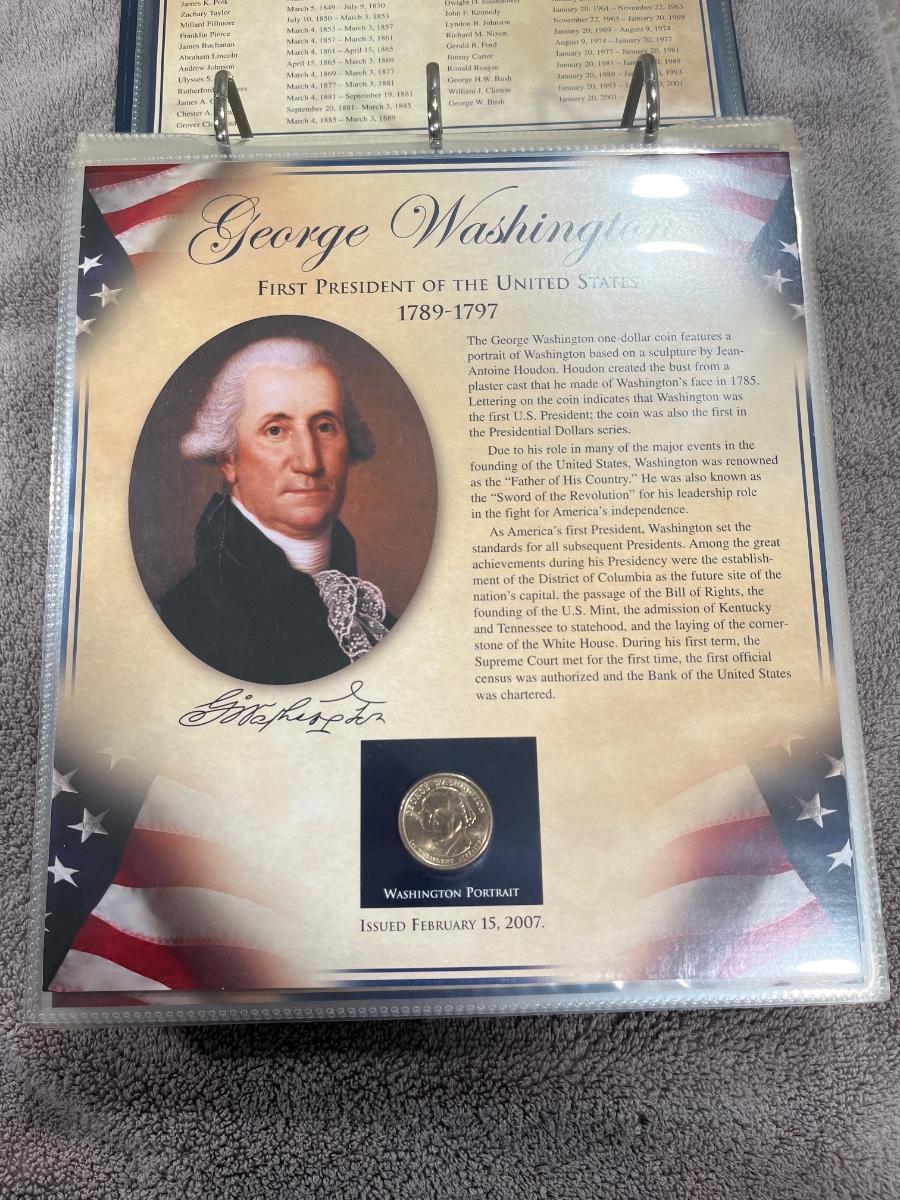 James K. Polk
Zachary Taylor
Millard Fillmore
Franklin Pierce
James Buchanan
Abraham Lincoln
Andrew Johnson
Ulysses S.
Rutherford
James A.
Chester A.
Grover
March 5, 1849 – July 9, 1850
July 10, 1850 – March 3, 1853
March 4, 1853 – March 3, 1857
March 4, 1857 – March 3, 1861
March 4, 1861 – April 15, 1865
April 15, 1865 – March 3, 1869
March 4, 1869 – March 3, 1877
March 4, 1877 – March 3, 1881
March 4, 1881 – September 19, 1881
September 20, 1881– March 3, 1885
March 4, 1885 – March 3, 1889
Dwight D. Eisenhower
John F. Kennedy
Lyndon B. Johnson
Richard M. Nixon
Gerald R. Ford
Jimmy Carter
Ronald Reagan
George H.W. Bush
William J. Clinton
George W. Bush
January 20, 1961 – November 22, 1963
November 22, 1963 – January 20, 1969
January 20, 1969 – August 9, 1974
August 9, 1974 – January 20, 1977
January 20, 1977 – January 20, 1981
January 20, 1981 – 1989
January 20, 1989 – 1993
January 20, 1993 – 2001
January 20, 2001 –
George Washington
First President of the United States
1789-1797
The George Washington one-dollar coin features a
portrait of Washington based on a sculpture by Jean-
Antoine Houdon. Houdon created the bust from a
plaster cast that he made of Washington's face in 1785.
Lettering on the coin indicates that Washington was
the first U.S. President; the coin was also the first in
the Presidential Dollars series.
Due to his role in many of the major events in the
founding of the United States, Washington was renowned
as the “Father of His Country.” He was also known as
the “Sword of the Revolution” for his leadership role
in the fight for America's independence.
As America's first President, Washington set the
standards for all subsequent Presidents. Among the great
achievements during his Presidency were the establish-
ment of the District of Columbia as the future site of the
nation's capital, the passage of the Bill of Rights, the
founding of the U.S. Mint, the admission of Kentucky
and Tennessee to statehood, and the laying of the corner-
stone of the White House. During his first term, the
Supreme Court met for the first time, the first official
census was authorized and the Bank of the United States
was chartered.
G:Washington
GEORGE WASHINGTON
Washington Portrait
Issued February 15, 2007.